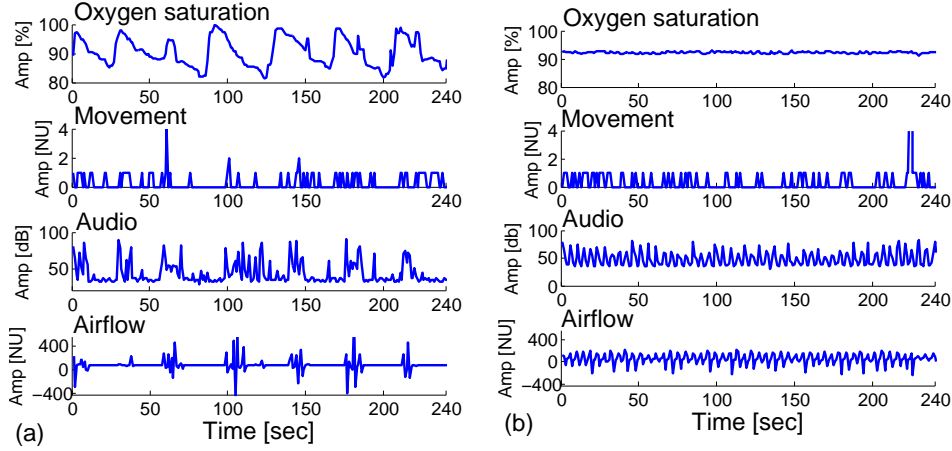 Oxygen saturation
Amp [%]
100
90
80
0 50 100 150 200 240
Movement
Amp [NU]
4
2
0
0 50 100 150 200 240
Audio
Amp [dB]
100
50
0 50 100 150 200 240
Airflow
Amp [NU]
400
0
−400
0 50 100 150 200 240
(a) Time [sec]
Oxygen saturation
Amp [%]
100
90
80
0 50 100 150 200 240
Movement
Amp [NU]
4
2
0
0 50 100 150 200 240
Audio
Amp [db]
100
50
0
0 50 100 150 200 240
Airflow
Amp [NU]
400
0
−400
0 50 100 150 200 240
(b) Time [sec]